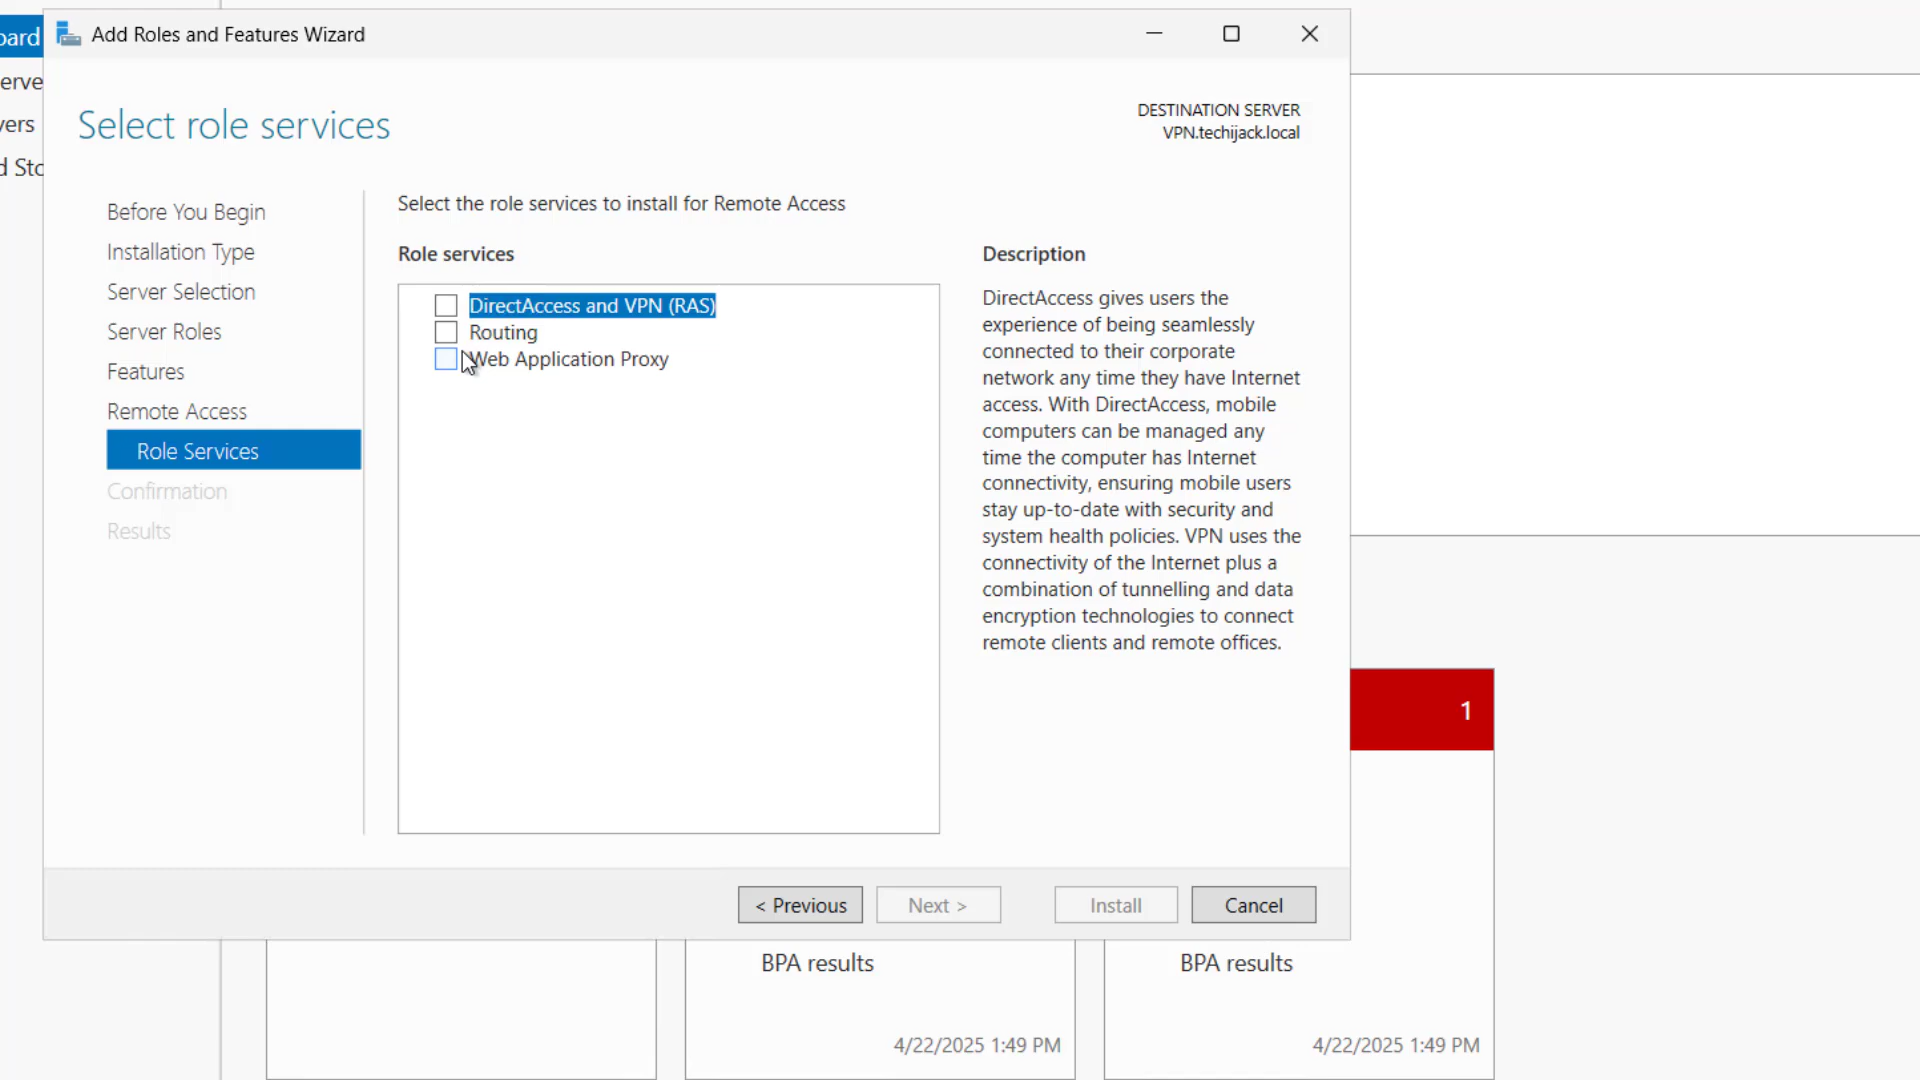 Add Roles and Features Wizard
Select role services
DESTINATION SERVER
VPN.techijack.local
Before You Begin
Installation Type
Server Selection
Server Roles
Features
Remote Access
Role Services
Confirmation
Results
Select the role services to install for Remote Access
Role services
DirectAccess and VPN (RAS)
Routing
Web Application Proxy
Description
DirectAccess gives users the
experience of being seamlessly
connected to their corporate
network any time they have Internet
access. With DirectAccess, mobile
computers can be managed any
time the computer has Internet
connectivity, ensuring mobile users
stay up-to-date with security and
system health policies. VPN uses the
connectivity of the Internet plus a
combination of tunnelling and data
encryption technologies to connect
remote clients and remote offices.
< Previous
Next >
Install
Cancel
oard
erve
vers
d Sto
1
BPA results
4/22/2025 1:49 PM
BPA results
4/22/2025 1:49 PM